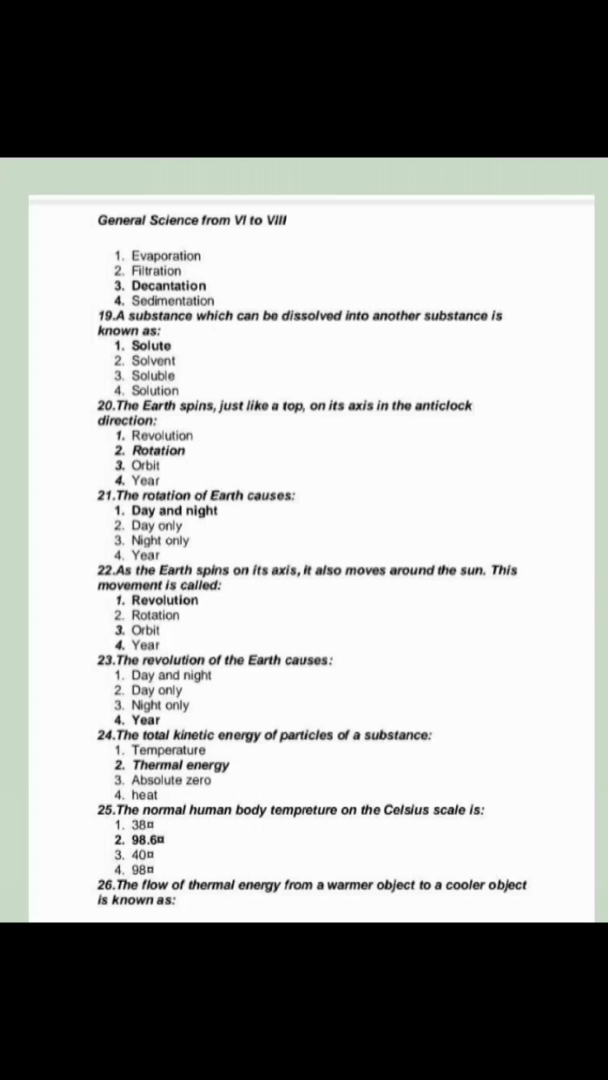 General Science from VI to VIII
1. Evaporation
2. Filtration
3. Decantation
4. Sedimentation
19.A substance which can be dissolved into another substance is
known as:
1. Solute
2. Solvent
3. Soluble
4. Solution
20.The Earth spins, just like a top, on its axis in the anticlock
direction:
1. Revolution
2. Rotation
3. Orbit
4. Year
21.The rotation of Earth causes:
1. Day and night
2. Day only
3. Night only
4. Year
22.As the Earth spins on its axis, it also moves around the sun. This
movement is called:
1. Revolution
2. Rotation
3. Orbit
4. Year
23.The revolution of the Earth causes:
1. Day and night
2. Day only
3. Night only
4. Year
24.The total kinetic energy of particles of a substance:
1. Temperature
2. Thermal energy
3. Absolute zero
4. heat
25.The normal human body tempreture on the Celsius scale is:
1. 38¤
2. 98.6¤
3. 40¤
4. 98¤
26.The flow of thermal energy from a warmer object to a cooler object
is known as: